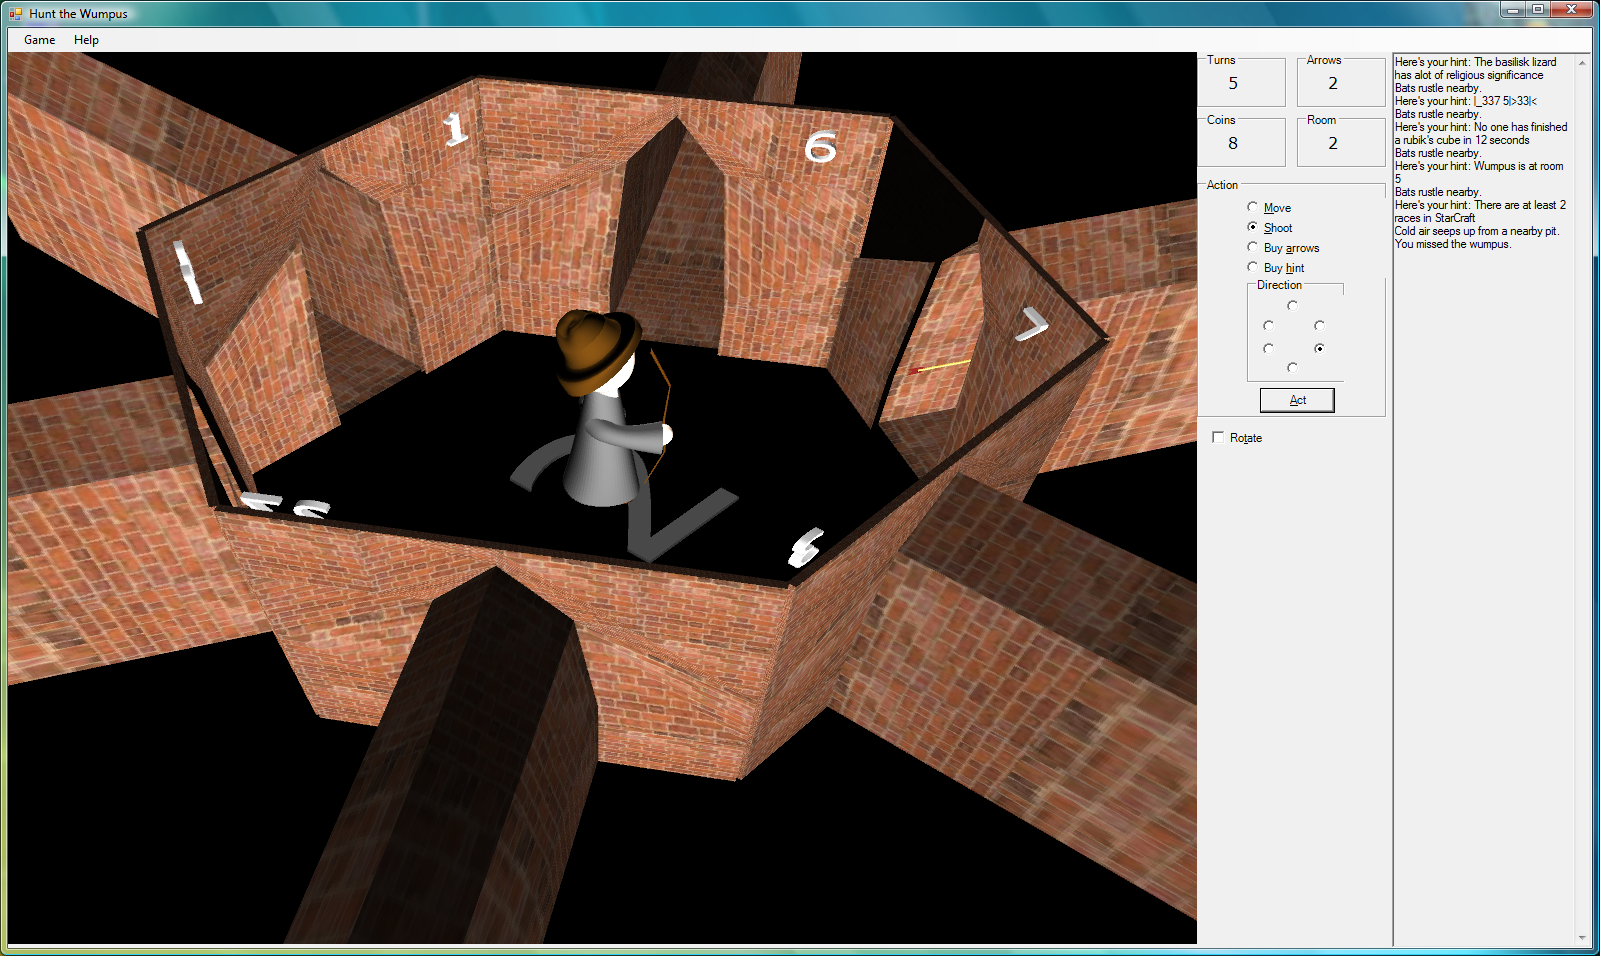 Hunt the Wumpus
Game Help
Turns
5
Arrows
2
Coins
8
Room
2
Action
Move
Shoot
Buy arrows
Buy hint
Direction
Act
Rotate
Here's your hint: The basilisk lizard
has alot of religious significance
Bats rustle nearby.
Here's your hint: |_337 5|>33|<
Bats rustle nearby.
Here's your hint: No one has finished
a rubik's cube in 12 seconds
Bats rustle nearby.
Here's your hint: Wumpus is at room
5
Bats rustle nearby.
Here's your hint: There are at least 2
races in StarCraft
Cold air seeps up from a nearby pit.
You missed the wumpus.
1
6
1
7
2